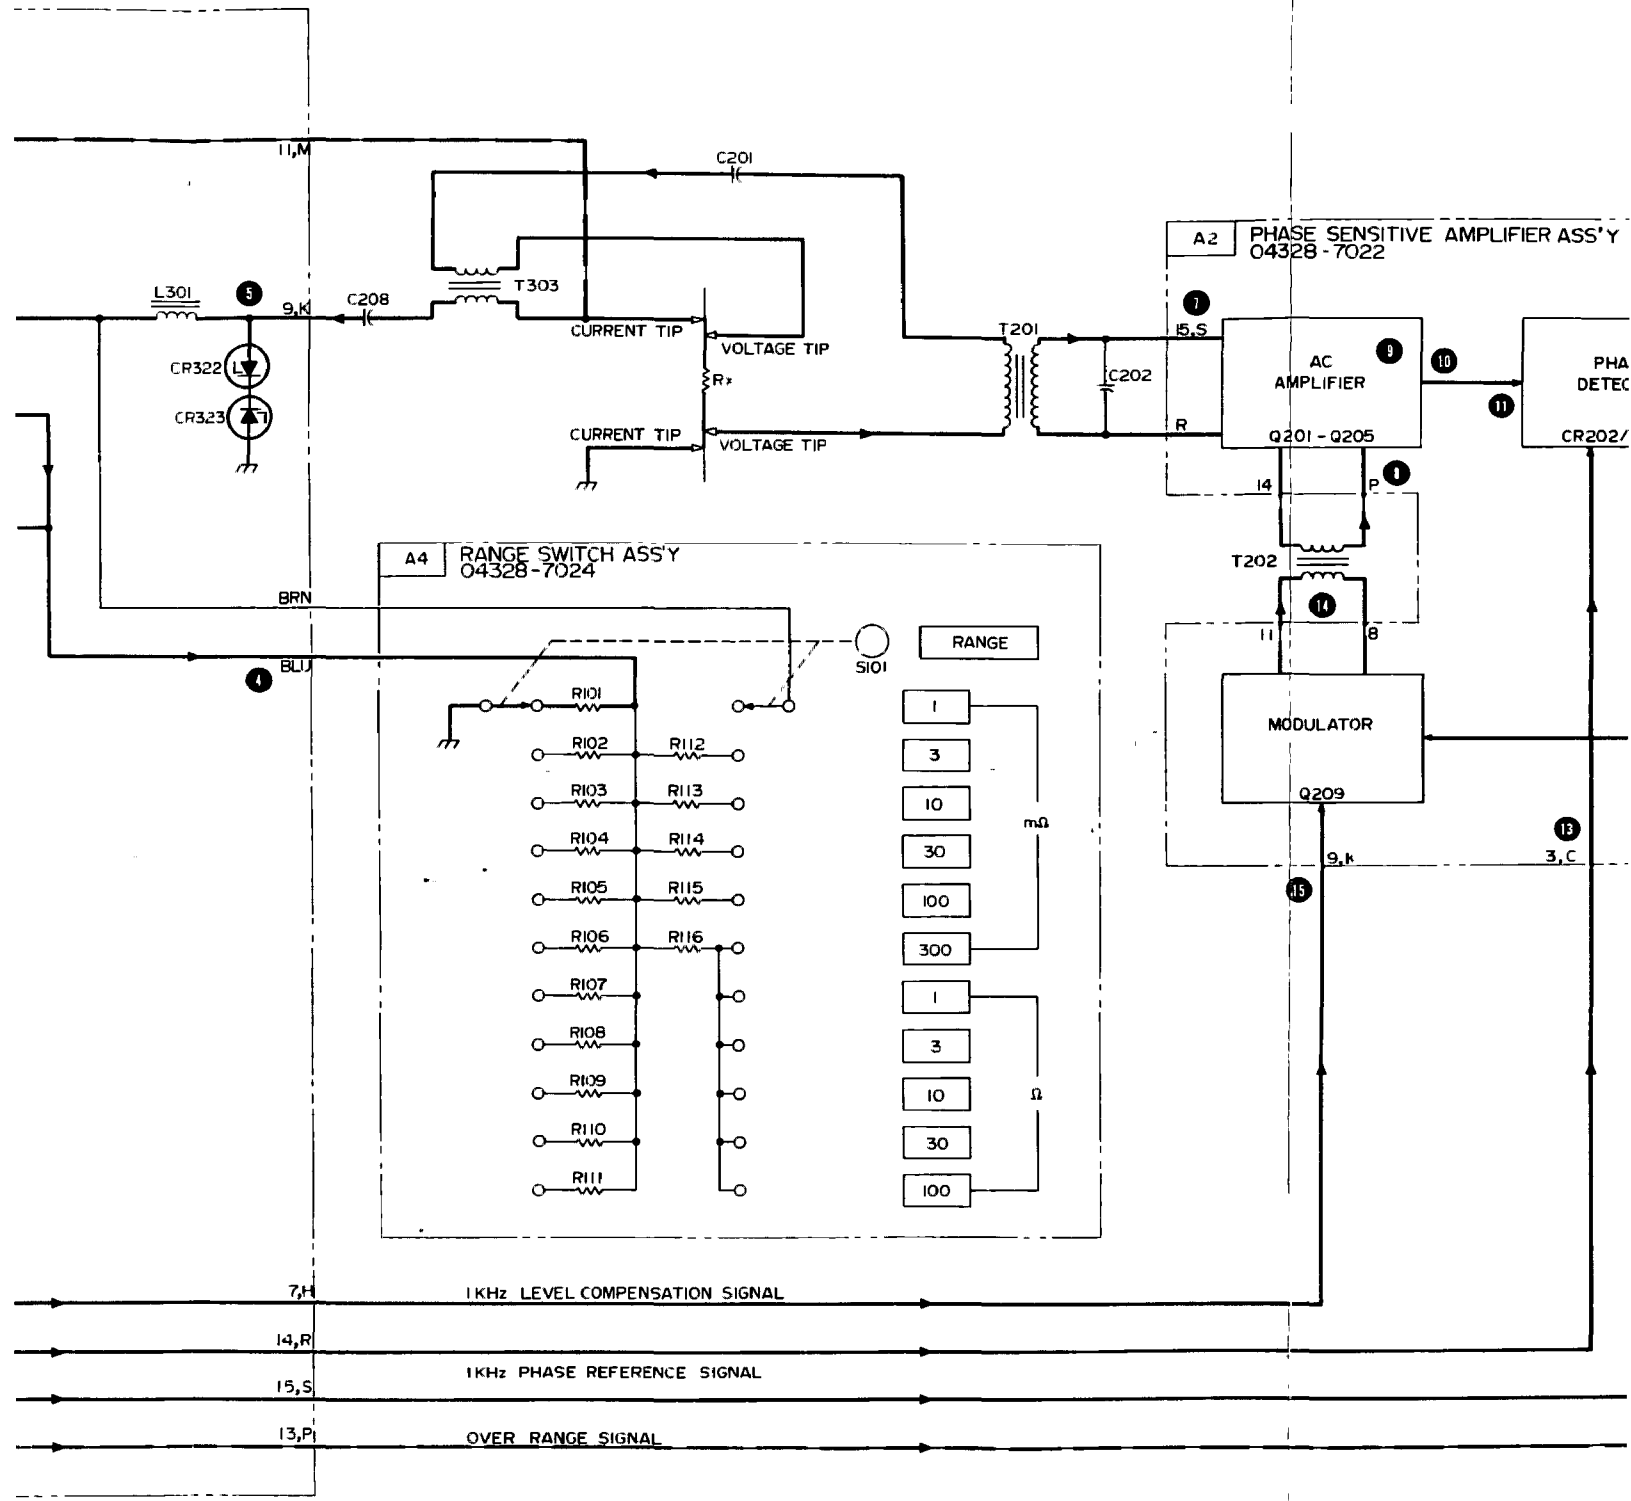 11,M
C201
A2
PHASE SENSITIVE AMPLIFIER ASS'Y
04328-7022
L301
5
9,K
C208
T303
CURRENT TIP
VOLTAGE TIP
T201
7
15,S
CR322
Rx
C202
AC
AMPLIFIER
9
10
11
PHA
DETEC
CR323
CURRENT TIP
VOLTAGE TIP
R
Q201-Q205
CR202/
14
P
8
A4
RANGE SWITCH ASS'Y
04328-7024
T202
BRN
14
11
8
BLU
4
S101
RANGE
R101
1
MODULATOR
R102
R112
3
R103
R113
10
Q209
mΩ
R104
R114
30
13
9,K
3,C
R105
R115
100
15
R106
R116
300
R107
1
R108
3
R109
10
Ω
R110
30
R111
100
7,H
1KHz LEVEL COMPENSATION SIGNAL
14,R
1KHz PHASE REFERENCE SIGNAL
15,S
13,P
OVER RANGE SIGNAL